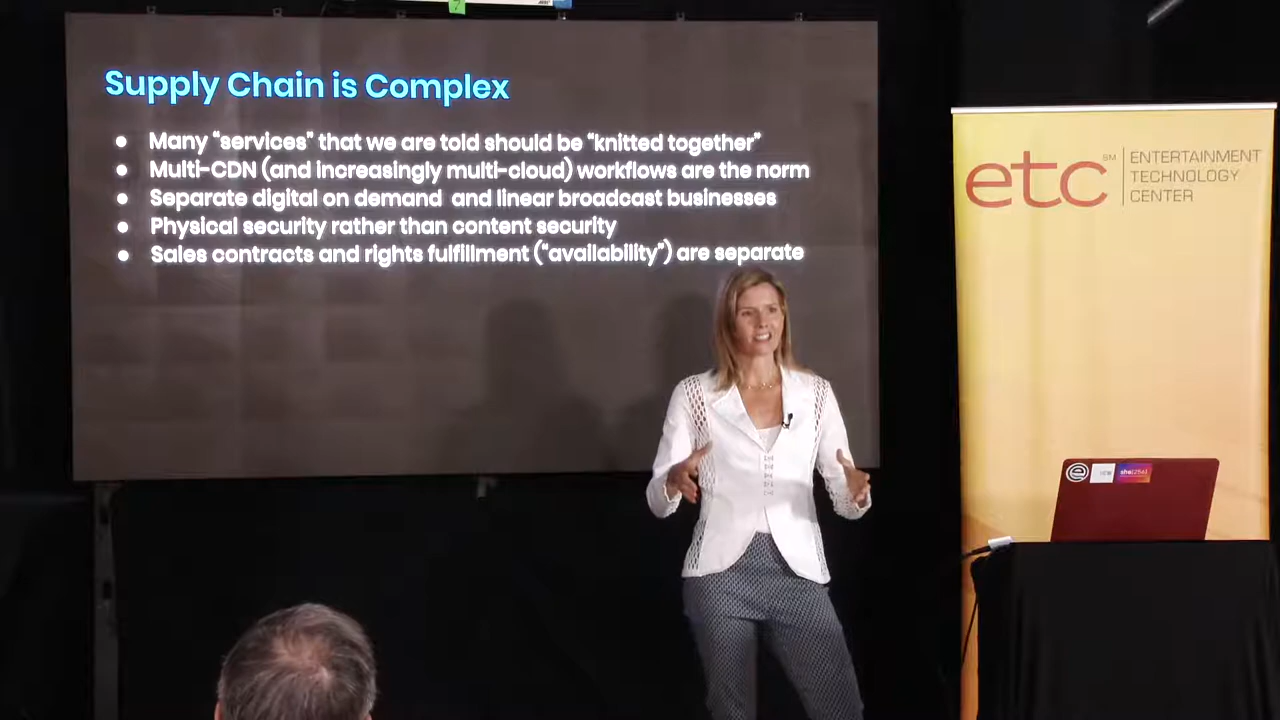 Supply Chain is Complex
● Many “services” that we are told should be “knitted together”
● Multi-CDN (and increasingly multi-cloud) workflows are the norm
● Separate digital on demand and linear broadcast businesses
● Physical security rather than content security
● Sales contracts and rights fulfillment (“availability”) are separate
etc℠
ENTERTAINMENT
TECHNOLOGY
CENTER